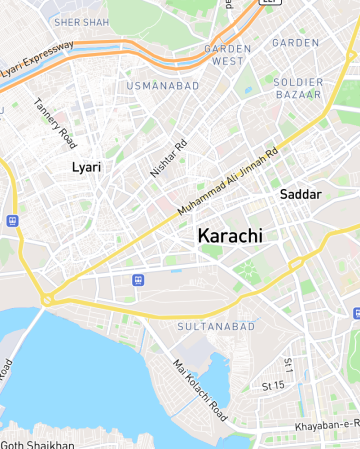 SHER SHAH
Lyari Expressway
GARDEN
WEST
GARDEN
USMANABAD
SOLDIER
BAZAAR
Tannery Road
Nishtar Rd
Lyari
Muhammad Ali Jinnah Rd
Saddar
Karachi
SULTANABAD
Mai Kolachi Road
St 1
St 15
Road
Khayaban-e-R
Goth Shaikhan